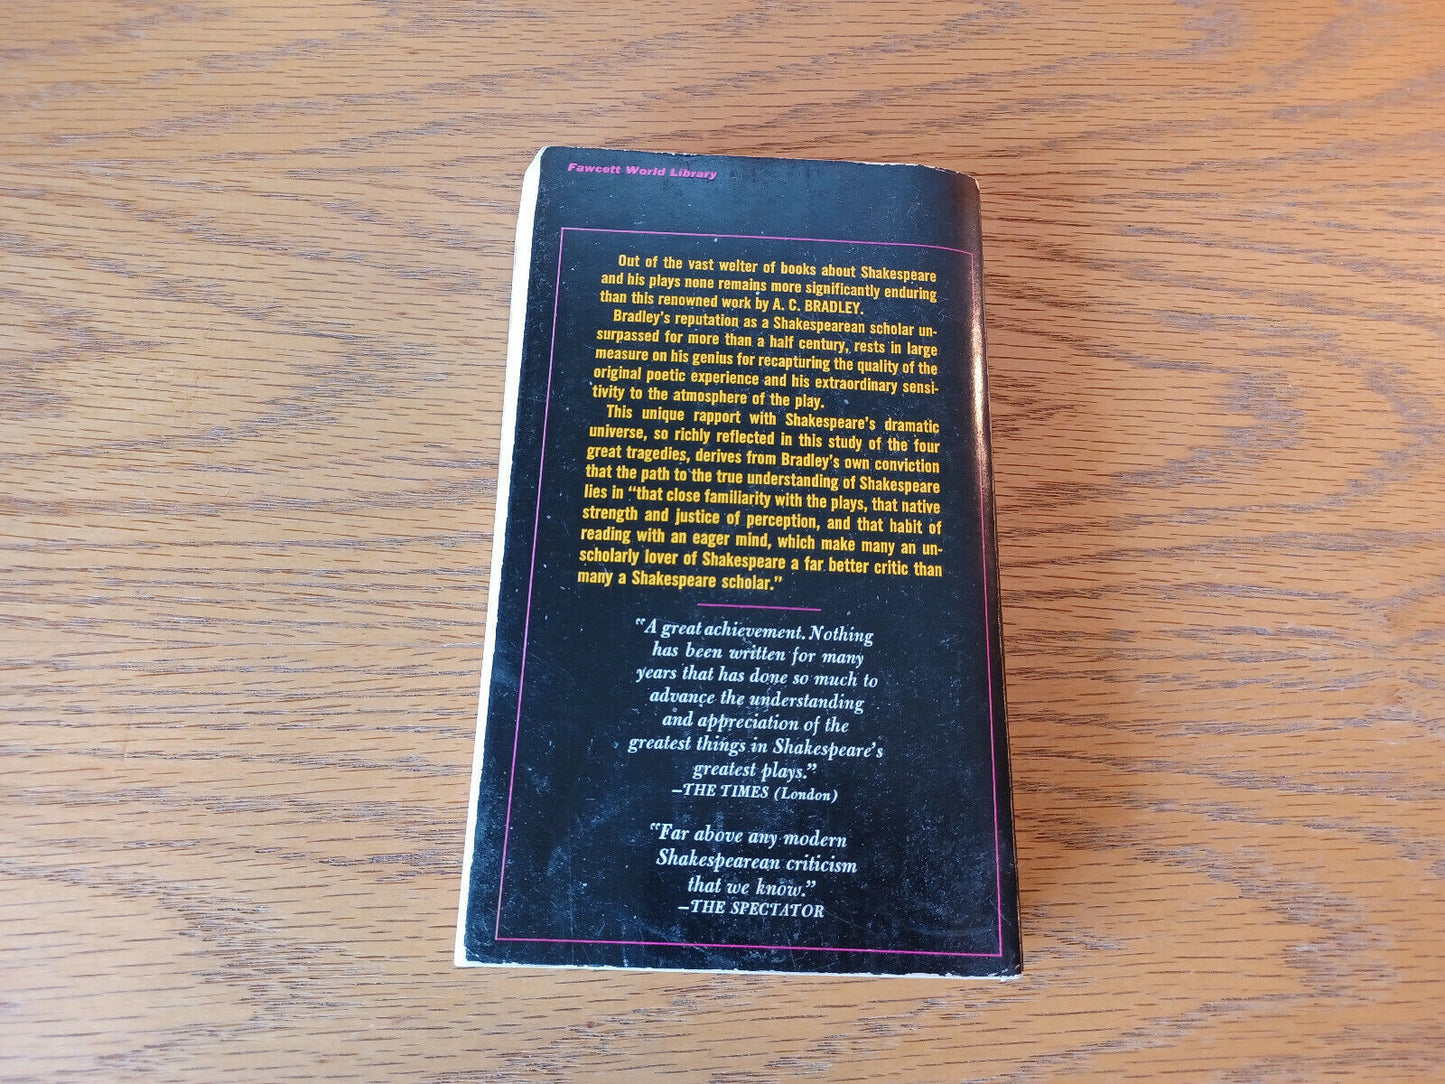 Fawcett World Library
Out of the vast welter of books about Shakespeare
and his plays none remains more significantly enduring
than this renowned work by A. C. BRADLEY.
Bradley's reputation as a Shakespearean scholar un-
surpassed for more than a half century, rests in large
measure on his genius for recapturing the quality of the
original poetic experience and his extraordinary sensi-
tivity to the atmosphere of the play.
This unique rapport with Shakespeare's dramatic
universe, so richly reflected in this study of the four
great tragedies, derives from Bradley's own conviction
that the path to the true understanding of Shakespeare
lies in "that close familiarity with the plays, that native
strength and justice of perception, and that habit of
reading with an eager mind, which make many an un-
scholarly lover of Shakespeare a far better critic than
many a Shakespeare scholar."
"A great achievement. Nothing
has been written for many
years that has done so much to
advance the understanding
and appreciation of the
greatest things in Shakespeare's
greatest plays."
—THE TIMES (London)
"Far above any modern
Shakespearean criticism
that we know."
—THE SPECTATOR